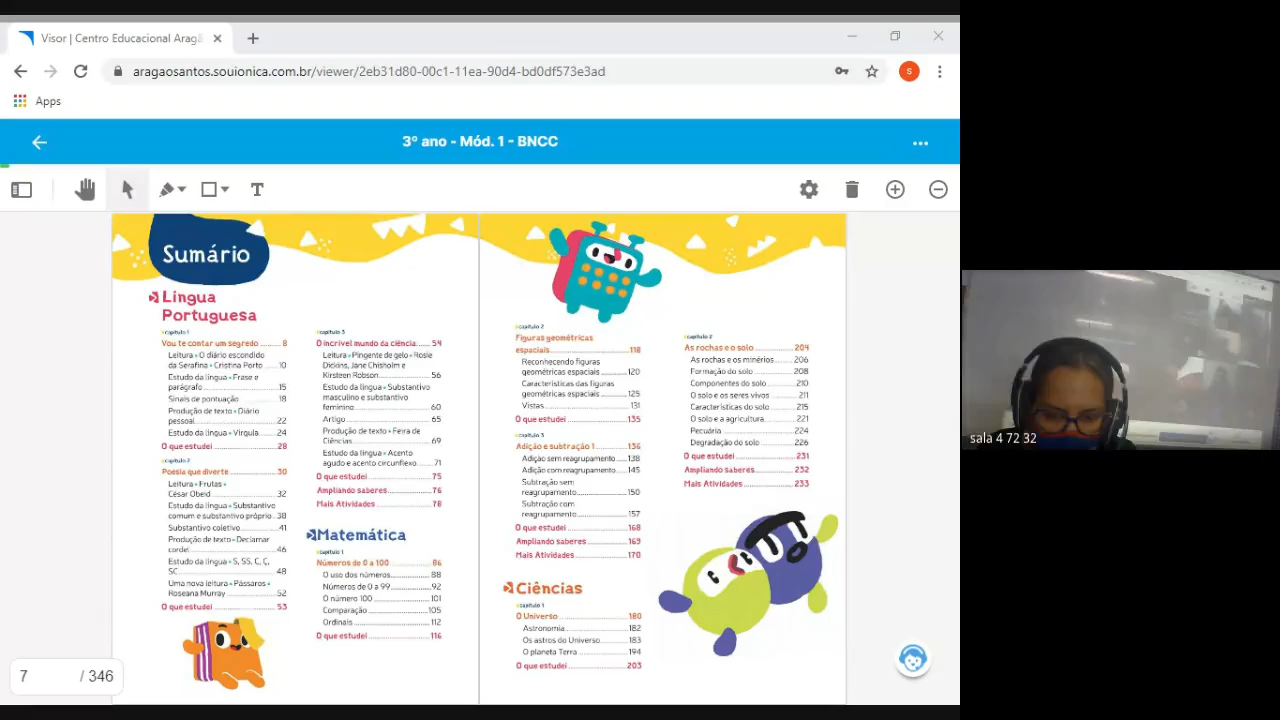 Visor | Centro Educacional Arag
aragaosantos.souionica.com.br/viewer/2eb31d80-00c1-11ea-90d4-bd0df573e3ad
S
Apps
3º ano - Mód. 1 - BNCC
T
Sumário
Língua
Portuguesa
capítulo 1
Vou te contar um segredo 8
Leitura • O diário escondido
da Serafina • Cristina Porto 10
Estudo da língua • Frase e
parágrafo 15
Sinais de pontuação 18
Produção de texto • Diário
pessoal 22
Estudo da língua • Vírgula 24
O que estudei 28
capítulo 2
Poesia que diverte 30
Leitura • Frutas •
César Obeid 32
Estudo da língua • Substantivo
comum e substantivo próprio 38
Substantivo coletivo 41
Produção de texto • Declamar
cordel 46
Estudo da língua • S, SS, C, Ç,
SC 48
Uma nova leitura • Pássaros •
Roseana Murray 52
O que estudei 53
capítulo 3
O incrível mundo da ciência 54
Leitura • Pingente de gelo • Rosie
Dickins, Jane Chisholm e
Kirsteen Robson 56
Estudo da língua • Substantivo
masculino e substantivo
feminino 60
Artigo 65
Produção de texto • Feira de
Ciências 69
Estudo da língua • Acento
agudo e acento circunflexo 71
O que estudei 75
Ampliando saberes 76
Mais Atividades 78
Matemática
capítulo 1
Números de 0 a 100 86
O uso dos números 88
Números de 0 a 99 92
O número 100 101
Comparação 105
Ordinais 112
O que estudei 116
capítulo 2
Figuras geométricas
espaciais 118
Reconhecendo figuras
geométricas espaciais 120
Características das figuras
geométricas espaciais 125
Vistas 131
O que estudei 135
capítulo 3
Adição e subtração 1 136
Adição sem reagrupamento 138
Adição com reagrupamento 145
Subtração sem
reagrupamento 150
Subtração com
reagrupamento 157
O que estudei 168
Ampliando saberes 169
Mais Atividades 170
Ciências
capítulo 1
O Universo 180
Astronomia 182
Os astros do Universo 183
O planeta Terra 194
O que estudei 203
capítulo 2
As rochas e o solo 204
As rochas e os minérios 206
Formação do solo 208
Componentes do solo 210
O solo e os seres vivos 211
Características do solo 215
O solo e a agricultura 221
Pecuária 224
Degradação do solo 226
O que estudei 231
Ampliando saberes 232
Mais Atividades 233
7 / 346
sala 4 72 32